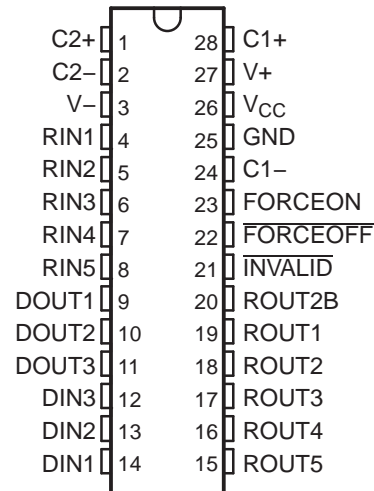 C2+ 1 28 C1+
C2− 2 27 V+
V− 3 26 VCC
RIN1 4 25 GND
RIN2 5 24 C1−
RIN3 6 23 FORCEON
RIN4 7 22 FORCEOFF
RIN5 8 21 INVALID
DOUT1 9 20 ROUT2B
DOUT2 10 19 ROUT1
DOUT3 11 18 ROUT2
DIN3 12 17 ROUT3
DIN2 13 16 ROUT4
DIN1 14 15 ROUT5